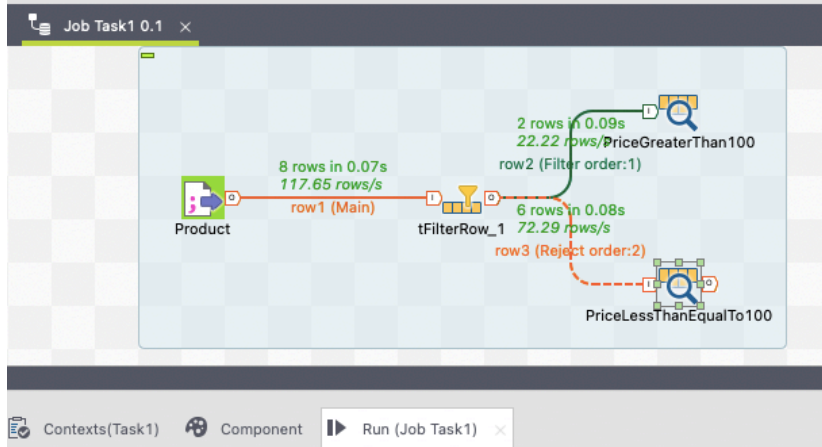 Job Task1 0.1
2 rows in 0.09s
22.22 rows/s
PriceGreaterThan100
row2 (Filter order:1)
8 rows in 0.07s
117.65 rows/s
row1 (Main)
Product
tFilterRow_1
6 rows in 0.08s
72.29 rows/s
row3 (Reject order:2)
PriceLessThanEqualTo100
Contexts(Task1) Component Run (Job Task1)